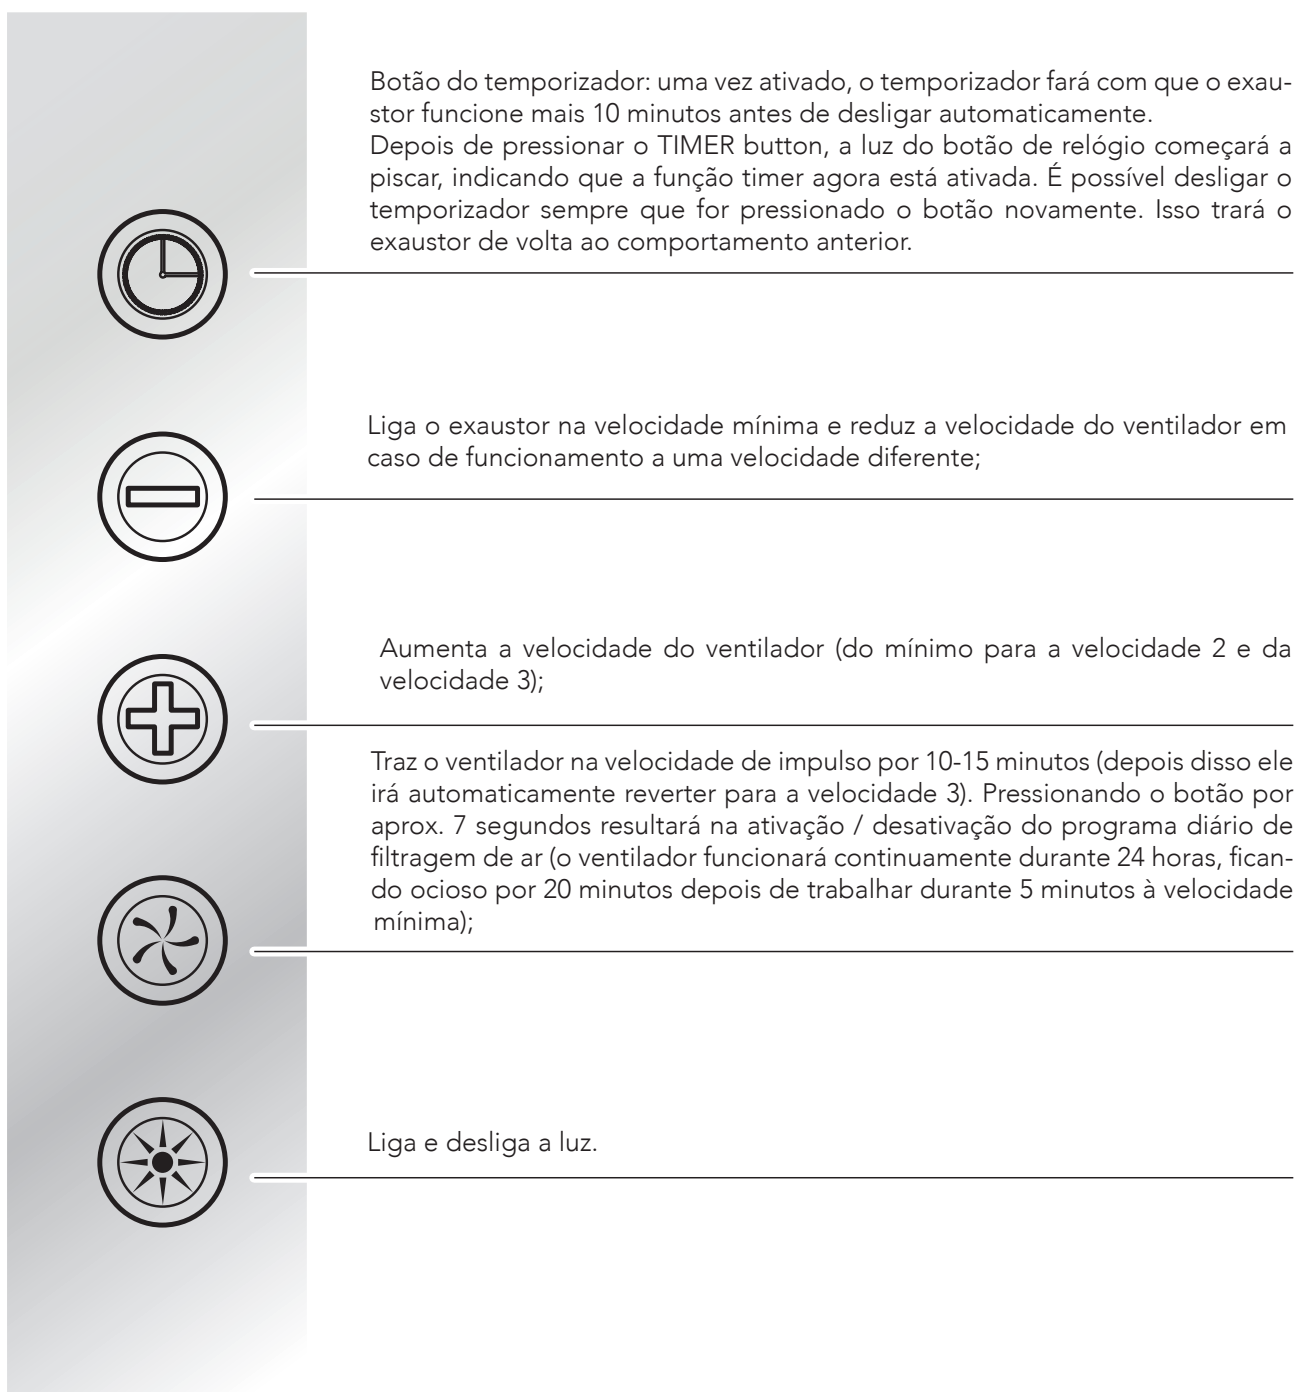 Botão do temporizador: uma vez ativado, o temporizador fará com que o exau-
stor funcione mais 10 minutos antes de desligar automaticamente.
Depois de pressionar o TIMER button, a luz do botão de relógio começará a
piscar, indicando que a função timer agora está ativada. É possível desligar o
temporizador sempre que for pressionado o botão novamente. Isso trará o
exaustor de volta ao comportamento anterior.
Liga o exaustor na velocidade mínima e reduz a velocidade do ventilador em
caso de funcionamento a uma velocidade diferente;
Aumenta a velocidade do ventilador (do mínimo para a velocidade 2 e da
velocidade 3);
Traz o ventilador na velocidade de impulso por 10-15 minutos (depois disso ele
irá automaticamente reverter para a velocidade 3). Pressionando o botão por
aprox. 7 segundos resultará na ativação / desativação do programa diário de
filtragem de ar (o ventilador funcionará continuamente durante 24 horas, fican-
do ocioso por 20 minutos depois de trabalhar durante 5 minutos à velocidade
mínima);
Liga e desliga a luz.